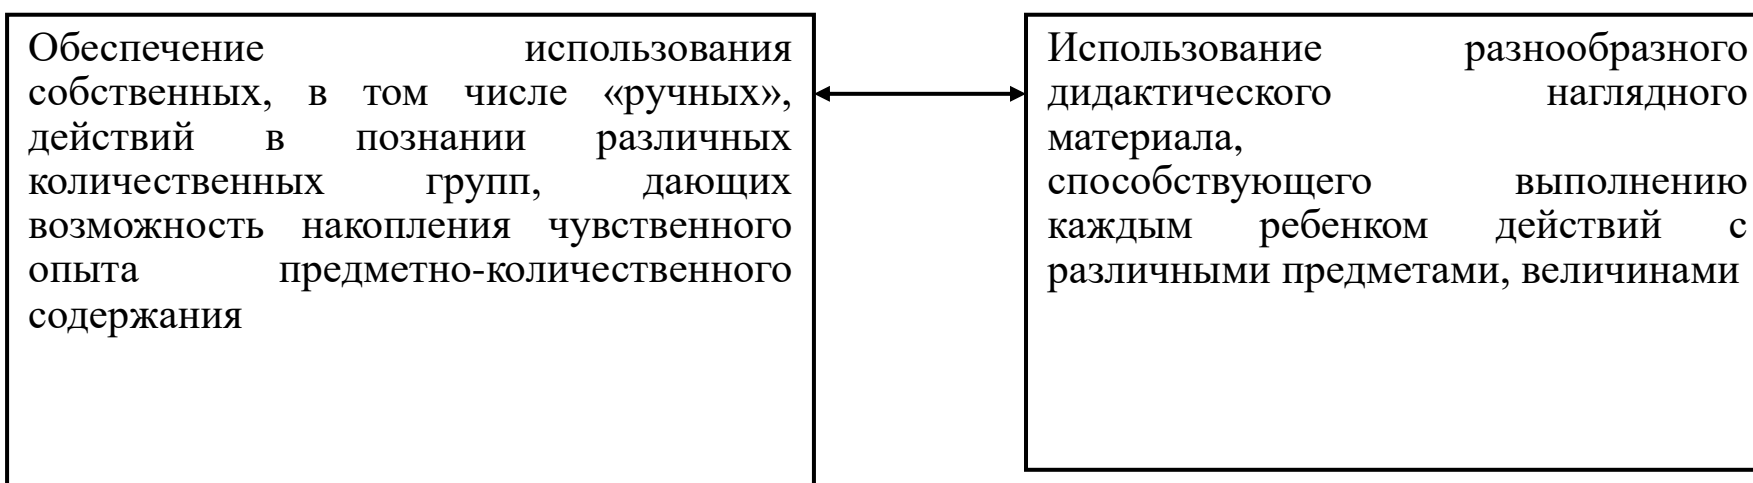 Обеспечение использования
собственных, в том числе «ручных»,
действий в познании различных
количественных групп, дающих
возможность накопления чувственного
опыта предметно-количественного
содержания
Использование разнообразного
дидактического наглядного
материала,
способствующего выполнению
каждым ребенком действий с
различными предметами, величинами